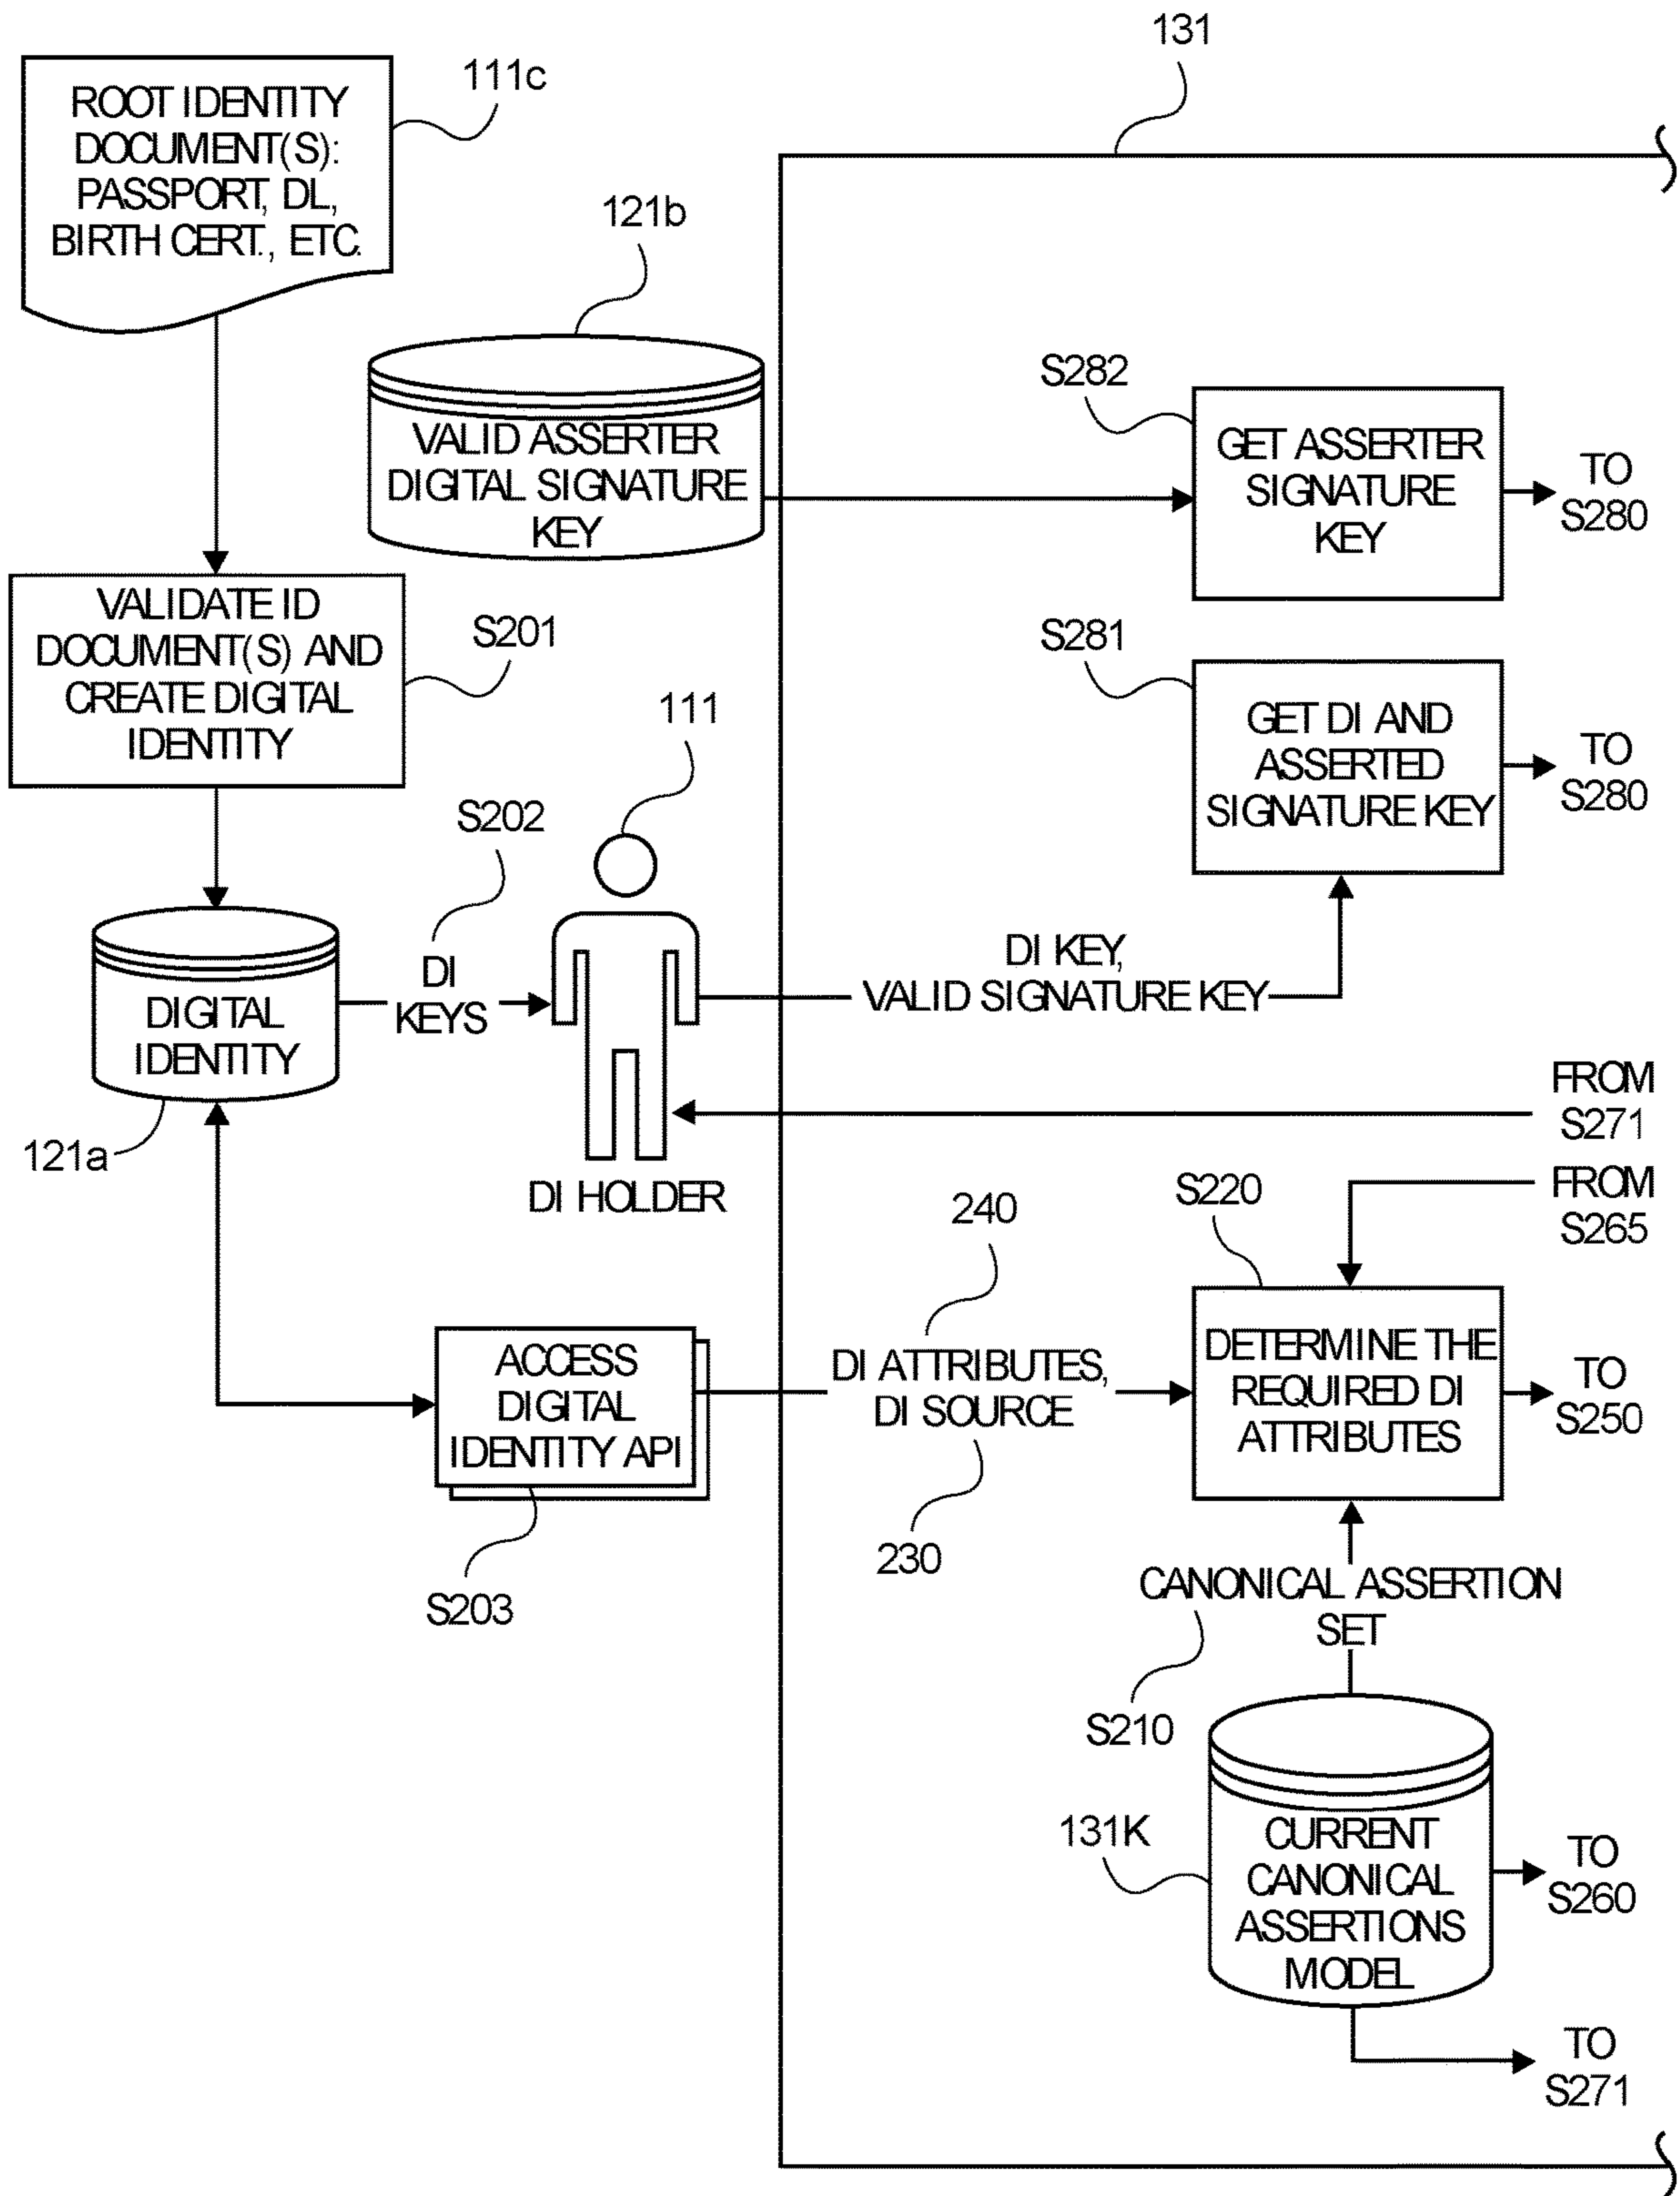 131
111c
ROOT IDENTITY
DOCUMENT(S):
PASSPORT, DL,
BIRTH CERT., ETC.
121b
VALID ASSERTER
DIGITAL SIGNATURE
KEY
S282
GET ASSERTER
SIGNATURE
KEY
TO
S280
VALIDATE ID
DOCUMENT(S) AND
CREATE DIGITAL
IDENTITY
S201
S281
GET DI AND
ASSERTED
SIGNATURE KEY
TO
S280
111
S202
DI
KEYS
DIGITAL
IDENTITY
121a
DI HOLDER
DI KEY,
VALID SIGNATURE KEY
FROM
S271
FROM
S265
S220
240
ACCESS
DIGITAL
IDENTITY API
S203
DI ATTRIBUTES,
DI SOURCE
230
DETERMINE THE
REQUIRED DI
ATTRIBUTES
TO
S250
CANONICAL ASSERTION
SET
S210
131K
CURRENT
CANONICAL
ASSERTIONS
MODEL
TO
S260
TO
S271